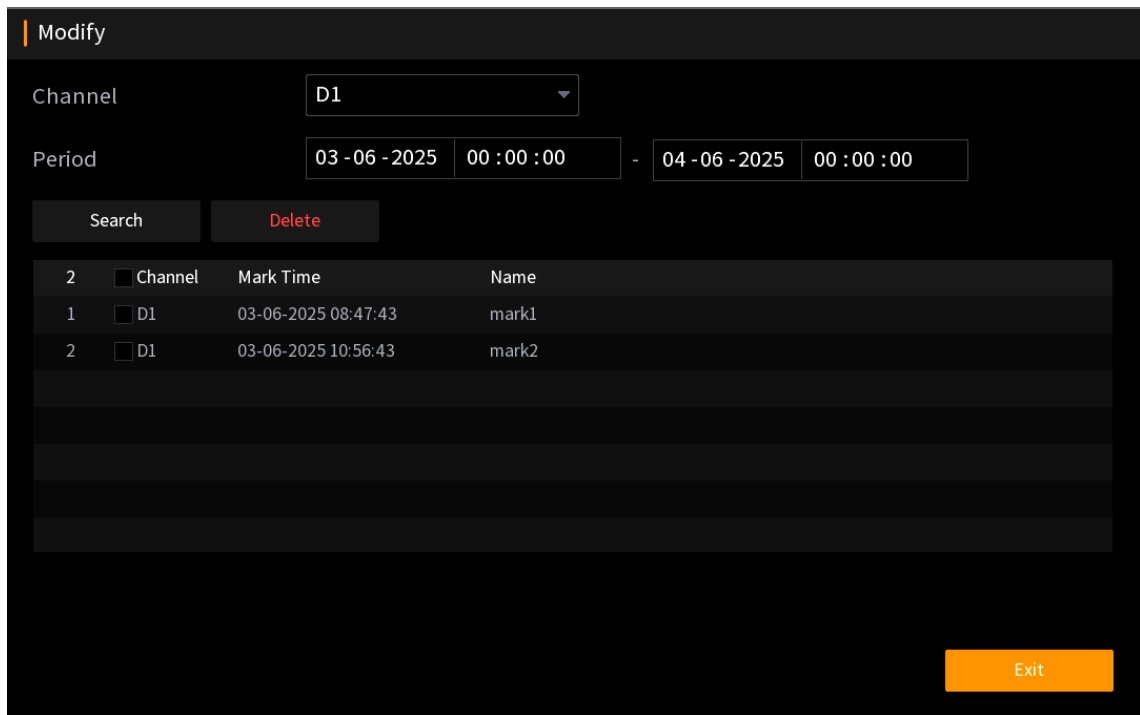 Modify
Channel D1
Period 03 - 06 - 2025 00 : 00 : 00 - 04 - 06 - 2025 00 : 00 : 00
Search Delete
2 Channel Mark Time Name
1 D1 03-06-2025 08:47:43 mark1
2 D1 03-06-2025 10:56:43 mark2
Exit